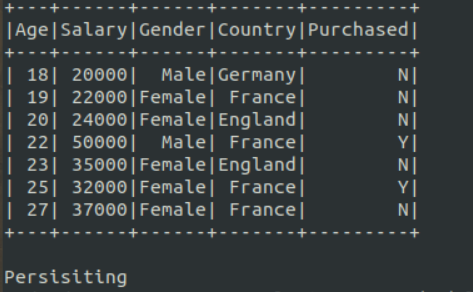 +---+------+------+-------+---------+
|Age|Salary|Gender|Country|Purchased|
+---+------+------+-------+---------+
| 18| 20000|  Male|Germany|        N|
| 19| 22000|Female| France|        N|
| 20| 24000|Female|England|        N|
| 22| 50000|  Male| France|        Y|
| 23| 35000|Female|England|        N|
| 25| 32000|Female| France|        Y|
| 27| 37000|Female| France|        N|
+---+------+------+-------+---------+
Persisiting